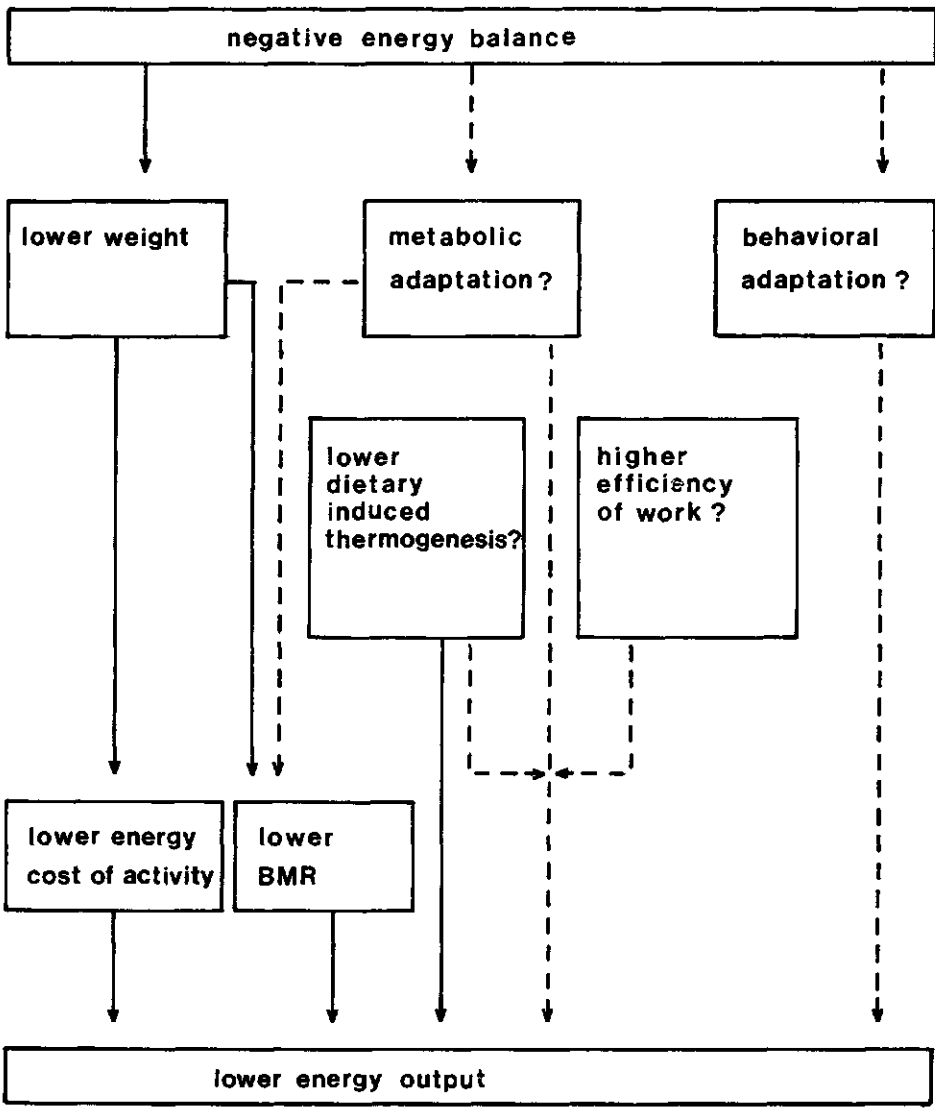 negative energy balance
lower weight
metabolic
adaptation?
behavioral
adaptation?
lower
dietary
induced
thermogenesis?
higher
efficiency
of work?
lower energy
cost of activity
lower
BMR
lower energy output